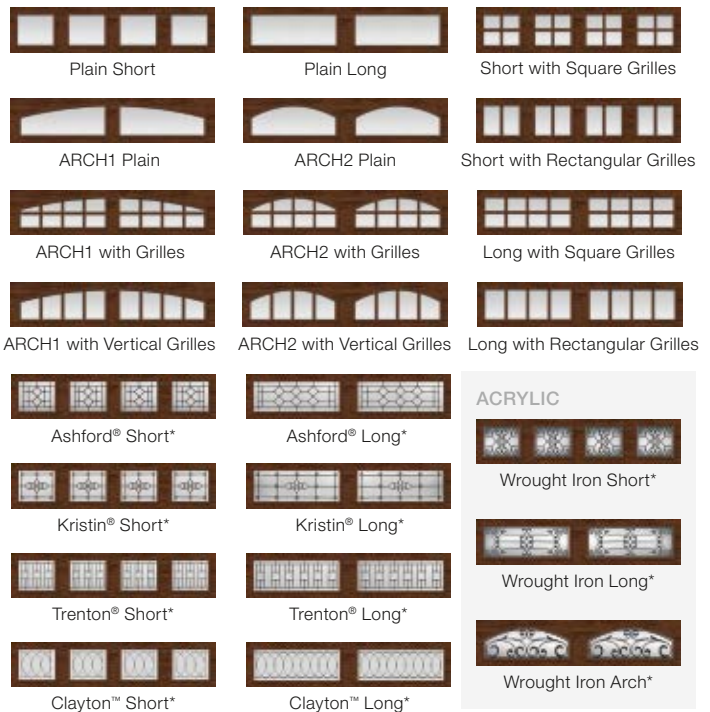 Plain Short
Plain Long
Short with Square Grilles
ARCH1 Plain
ARCH2 Plain
Short with Rectangular Grilles
ARCH1 with Grilles
ARCH2 with Grilles
Long with Square Grilles
ARCH1 with Vertical Grilles
ARCH2 with Vertical Grilles
Long with Rectangular Grilles
Ashford® Short*
Ashford® Long*
Kristin® Short*
Kristin® Long*
Trenton® Short*
Trenton® Long*
Clayton™ Short*
Clayton™ Long*
ACRYLIC
Wrought Iron Short*
Wrought Iron Long*
Wrought Iron Arch*